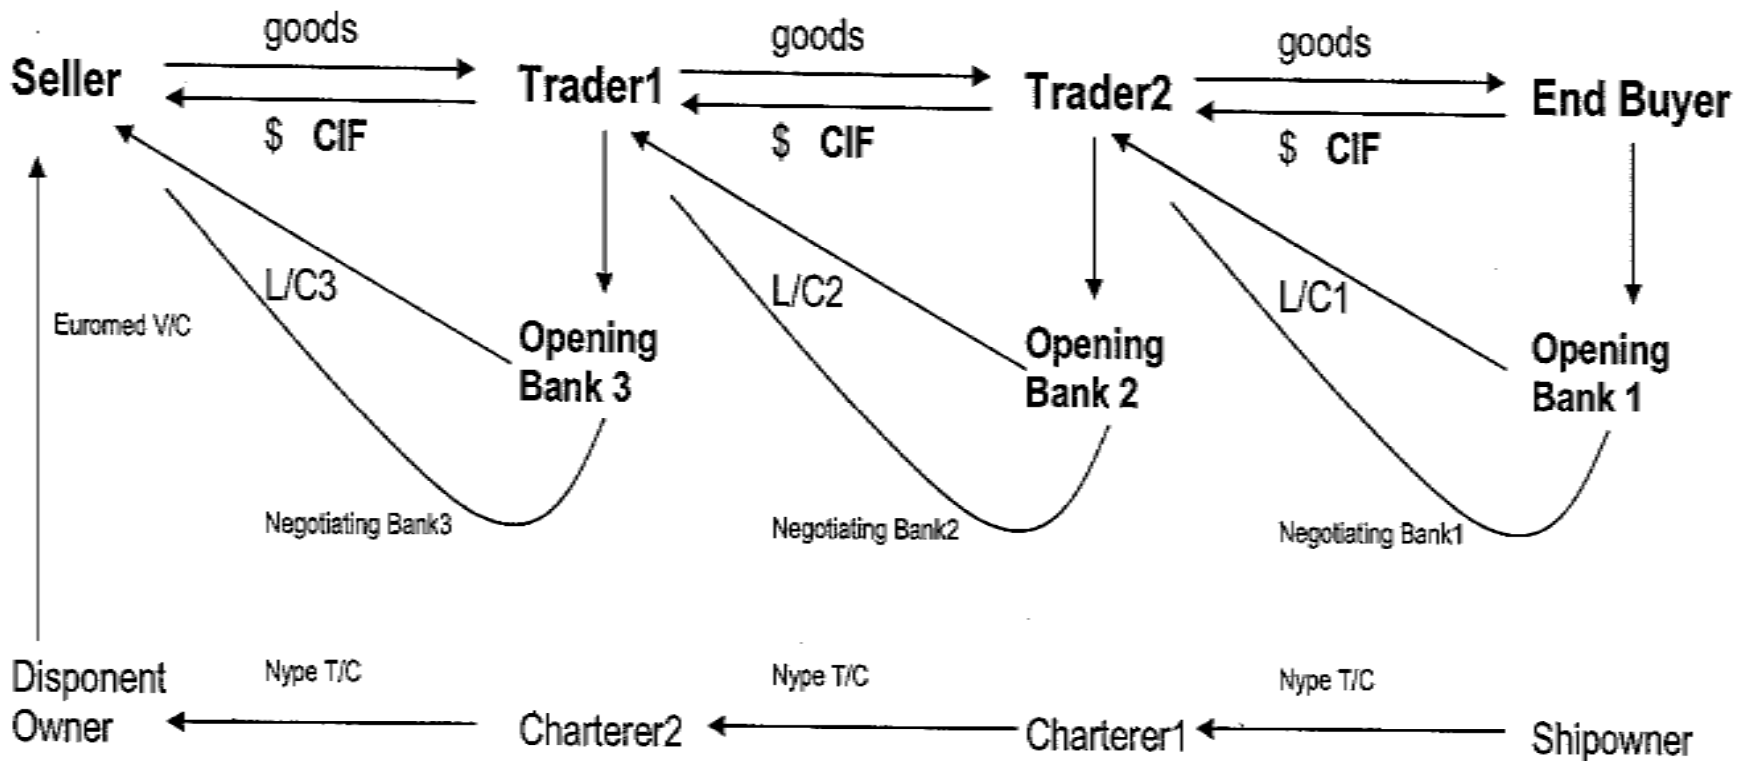 goods
goods
goods
Seller
Trader1
Trader2
End Buyer
$ CIF
$ CIF
$ CIF
L/C3
L/C2
L/C1
Euromed V/C
Opening
Bank 3
Opening
Bank 2
Opening
Bank 1
Negotiating Bank3
Negotiating Bank2
Negotiating Bank1
Disponent
Owner
Nype T/C
Nype T/C
Nype T/C
Charterer2
Charterer1
Shipowner